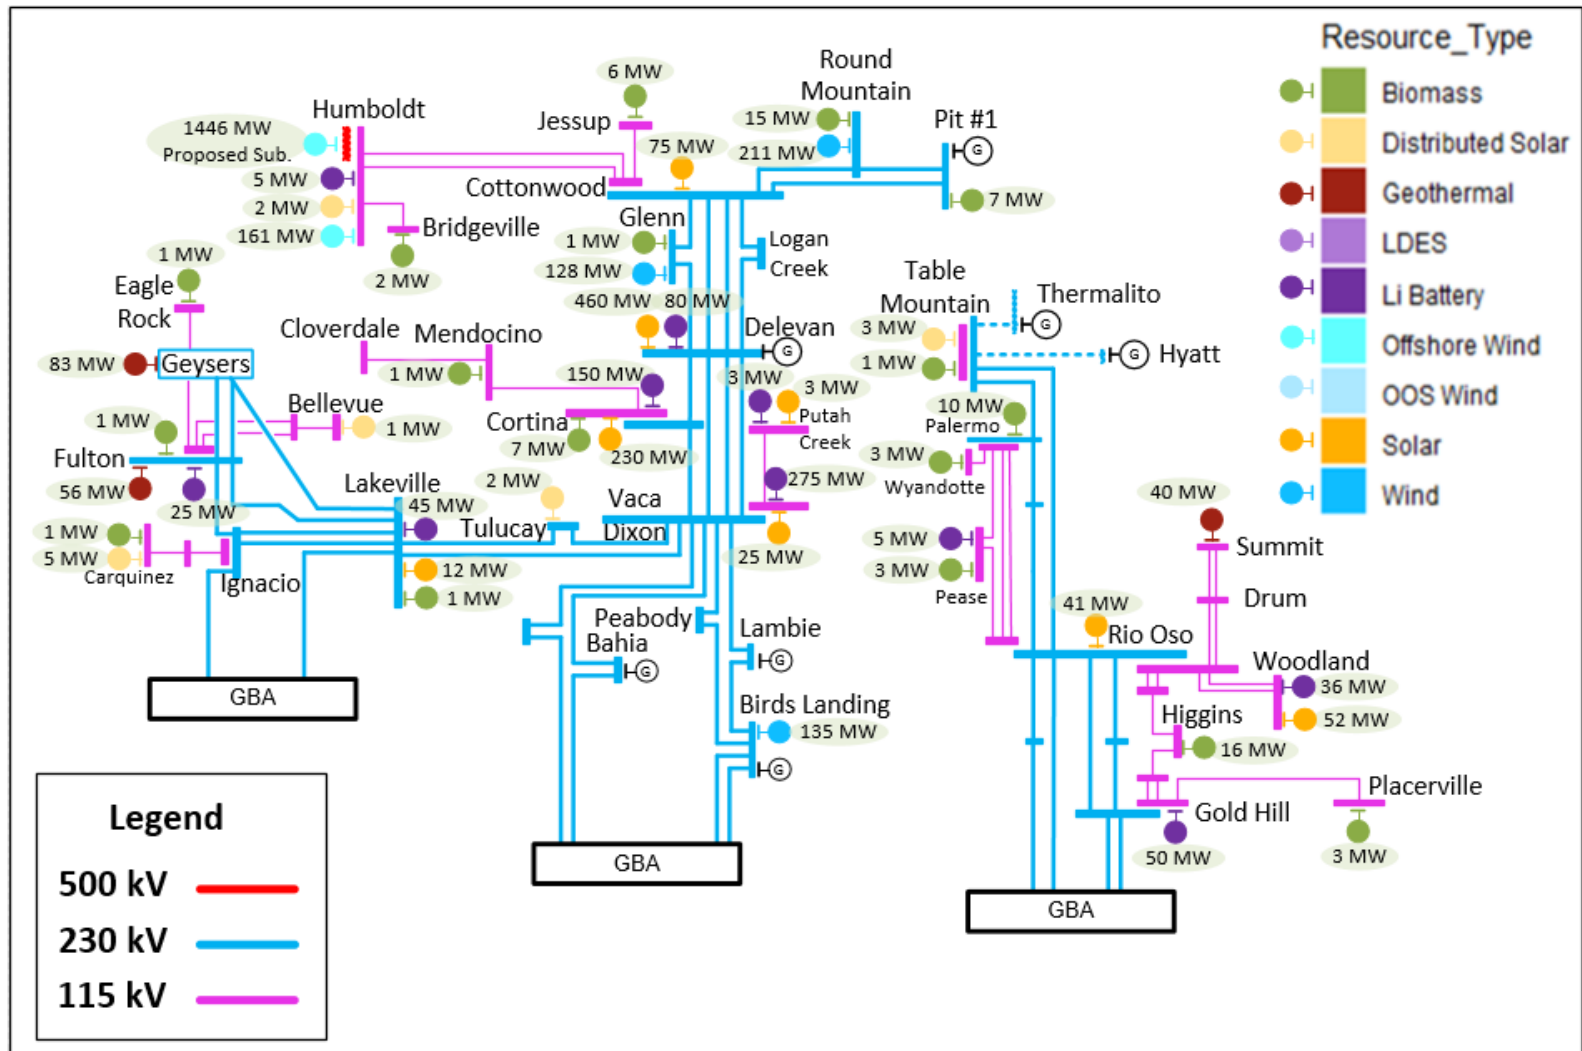 Resource_Type
Biomass
Distributed Solar
Geothermal
LDES
Li Battery
Offshore Wind
OOS Wind
Solar
Wind
6 MW
Jessup
Humboldt
1446 MW
Proposed Sub.
5 MW
2 MW
161 MW
Bridgeville
2 MW
75 MW
Cottonwood
Round
Mountain
15 MW
211 MW
Pit #1
G
7 MW
Glenn
1 MW
128 MW
Logan
Creek
460 MW
80 MW
Delevan
G
1 MW
Eagle
Rock
83 MW
Geysers
Cloverdale
Mendocino
1 MW
150 MW
Cortina
7 MW
230 MW
3 MW
3 MW
Putah
Creek
275 MW
25 MW
Vaca
Dixon
Table
Mountain
3 MW
1 MW
Thermalito
G
G
Hyatt
10 MW
Palermo
3 MW
Wyandotte
5 MW
3 MW
Pease
Bellevue
1 MW
1 MW
Fulton
56 MW
25 MW
Lakeville
45 MW
12 MW
1 MW
2 MW
Tulucay
1 MW
5 MW
Carquinez
Ignacio
GBA
Peabody
Bahia
G
Lambie
G
Birds Landing
135 MW
G
GBA
40 MW
Summit
Drum
41 MW
Rio Oso
Woodland
36 MW
52 MW
Higgins
16 MW
Placerville
3 MW
Gold Hill
50 MW
GBA
Legend
500 kV
230 kV
115 kV